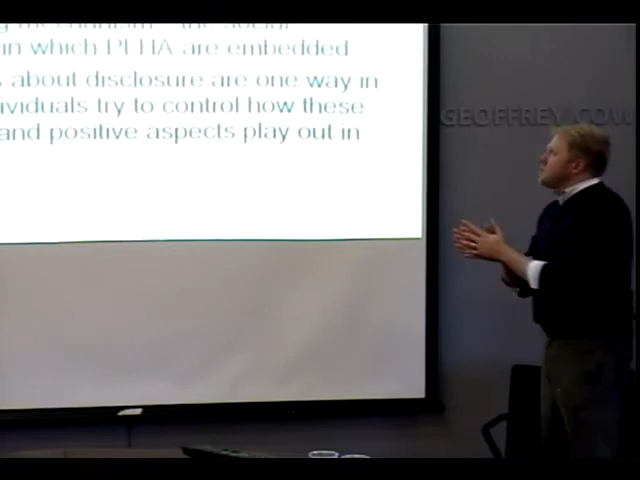 mechanism the social
in which PLHA are embedded
s about disclosure are one way in
ividuals try to control how these
and positive aspects play out in
GEOFFREY COW